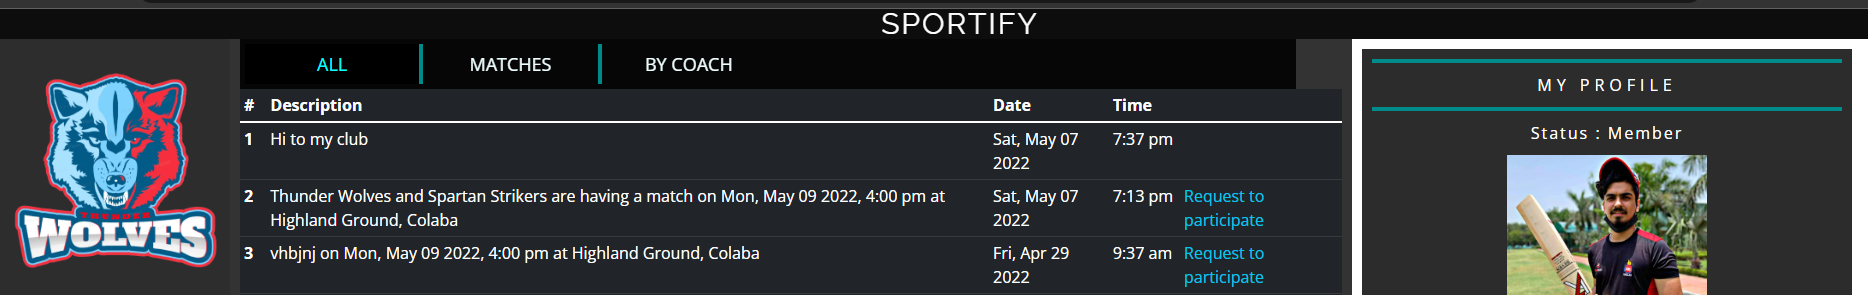 SPORTIFY
THUNDER
WOLVES
ALL MATCHES BY COACH
# Description Date Time
1 Hi to my club Sat, May 07 7:37 pm
2022
2 Thunder Wolves and Spartan Strikers are having a match on Mon, May 09 2022, 4:00 pm at Sat, May 07 7:13 pm Request to
Highland Ground, Colaba 2022 participate
3 vhbjnj on Mon, May 09 2022, 4:00 pm at Highland Ground, Colaba Fri, Apr 29 9:37 am Request to
2022 participate
MY PROFILE
Status : Member